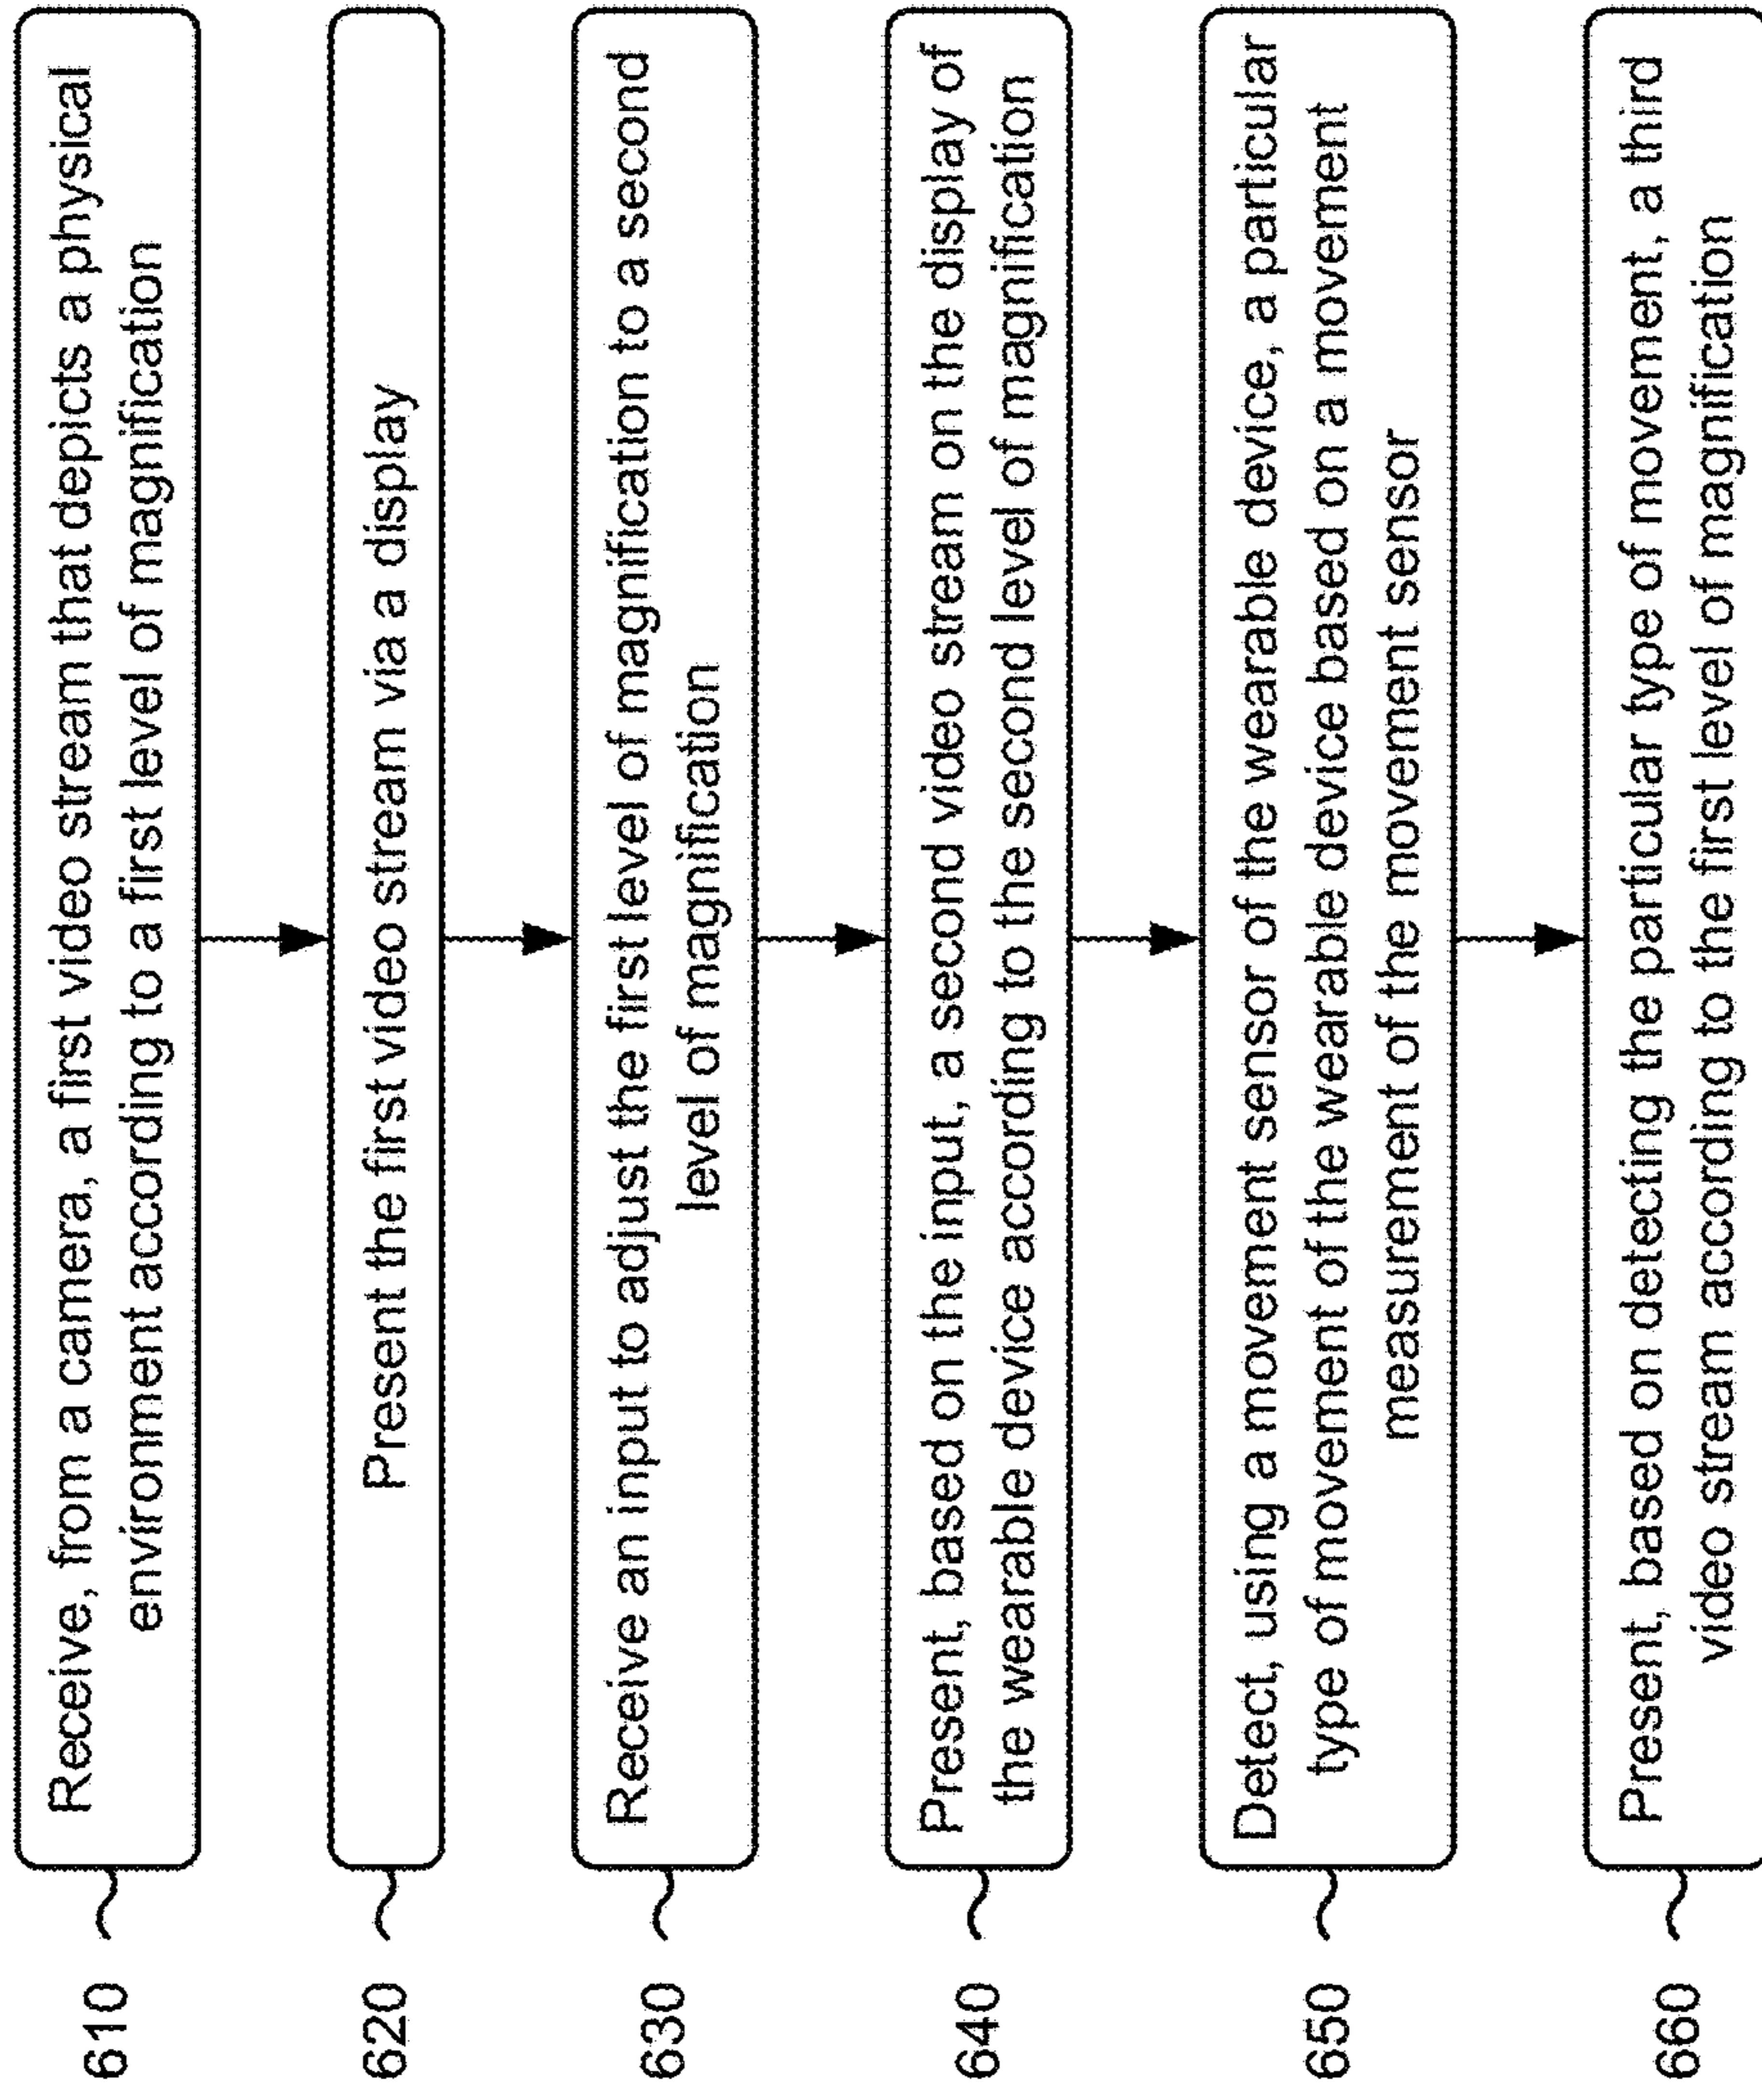 610
Receive, from a camera, a first video stream that depicts a physical
environment according to a first level of magnification
620
Present the first video stream via a display
630
Receive an input to adjust the first level of magnification to a second
level of magnification
640
Present, based on the input, a second video stream on the display of
the wearable device according to the second level of magnification
650
Detect, using a movement sensor of the wearable device, a particular
type of movement of the wearable device based on a movement
measurement of the movement sensor
660
Present, based on detecting the particular type of movement, a third
video stream according to the first level of magnification